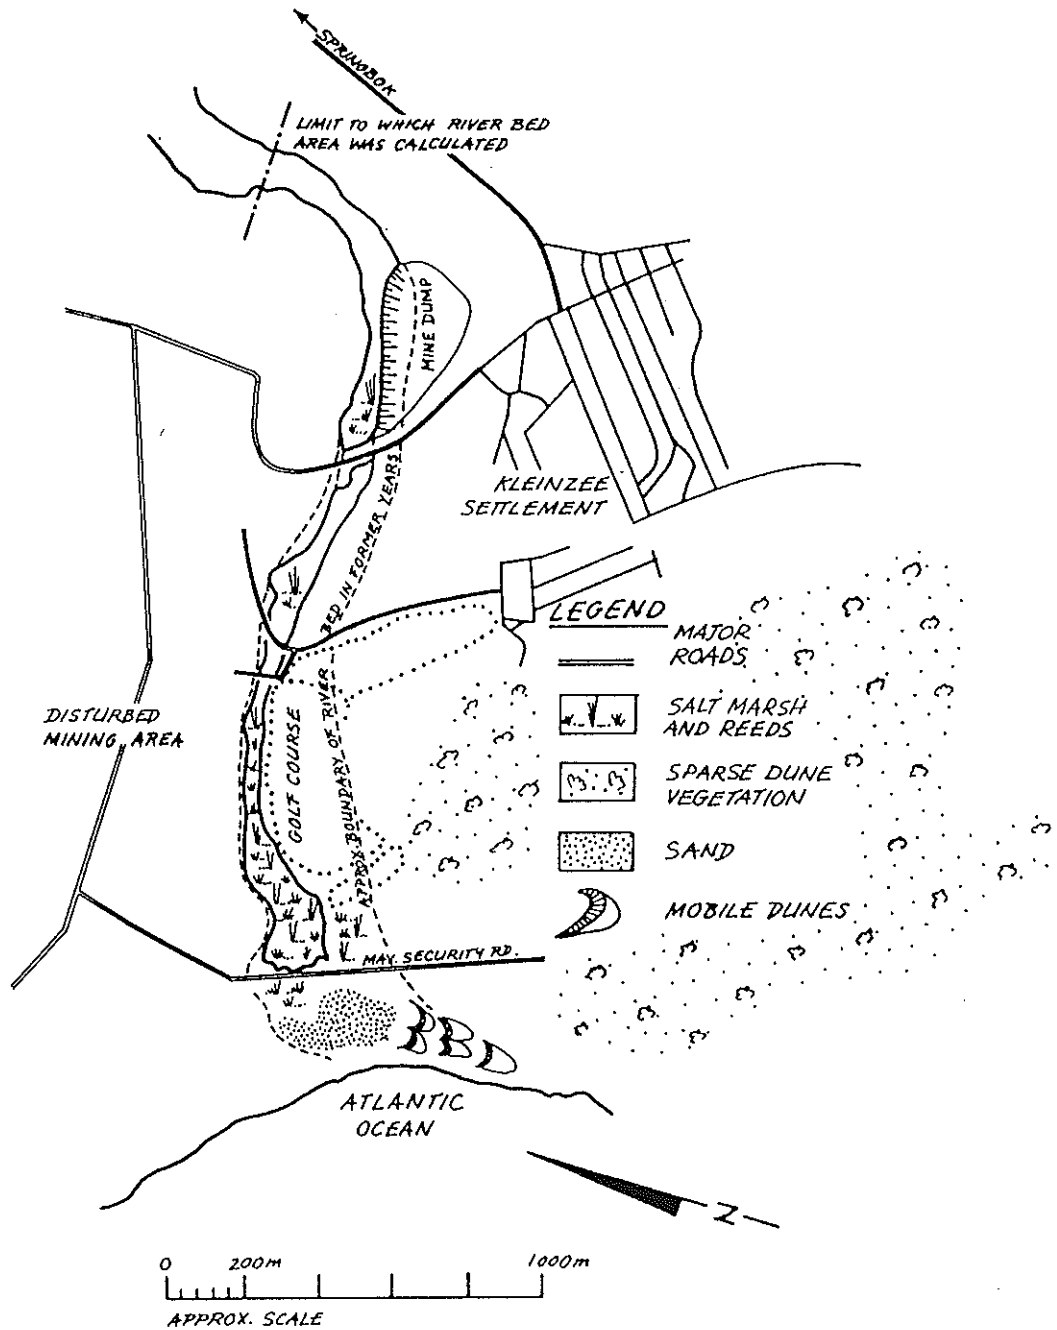 SPRINGBOK
LIMIT TO WHICH RIVER BED
AREA WAS CALCULATED
MINE DUMP
KLEINZEE
SETTLEMENT
APPROX. BOUNDARY OF RIVER BED IN FORMER YEARS
LEGEND
MAJOR
ROADS
SALT MARSH
AND REEDS
SPARSE DUNE
VEGETATION
SAND
MOBILE DUNES
DISTURBED
MINING AREA
GOLF COURSE
MAY. SECURITY RD.
ATLANTIC
OCEAN
N
0 200m 1000m
APPROX. SCALE